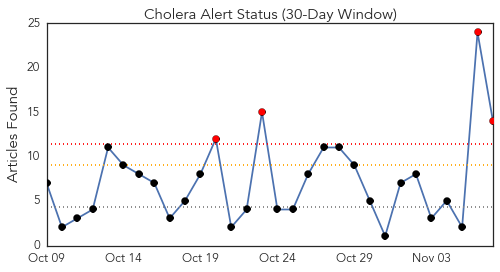 Cholera Alert Status (30-Day Window)
Articles Found
25
20
15
10
5
0
Oct 09 Oct 14 Oct 19 Oct 24 Oct 29 Nov 03